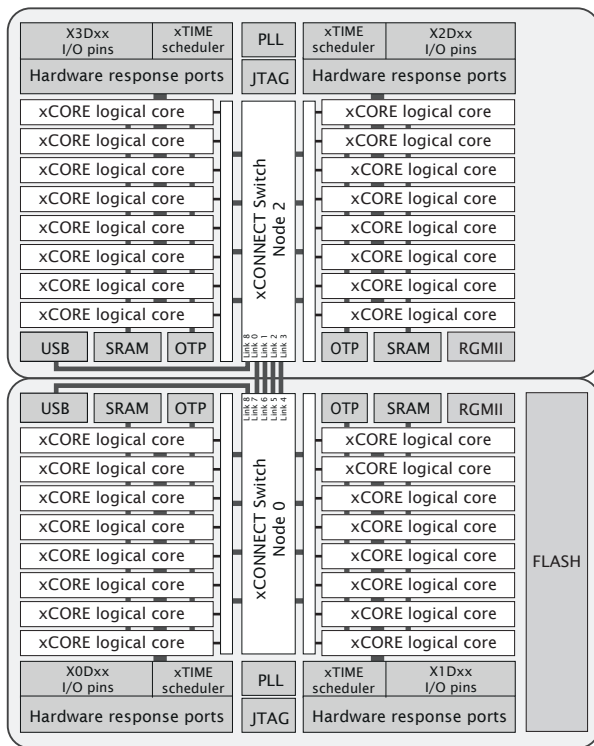 X3Dxx
I/O pins
xTIME
scheduler
Hardware response ports
PLL
JTAG
xTIME
scheduler
X2Dxx
I/O pins
Hardware response ports
xCORE logical core
xCORE logical core
xCORE logical core
xCORE logical core
xCORE logical core
xCORE logical core
xCORE logical core
xCORE logical core
USB
SRAM
OTP
xCONNECT Switch
Node 2
Link 8
Link 0
Link 1
Link 2
Link 3
xCORE logical core
xCORE logical core
xCORE logical core
xCORE logical core
xCORE logical core
xCORE logical core
xCORE logical core
xCORE logical core
OTP
SRAM
RGMII
USB
SRAM
OTP
xCORE logical core
xCORE logical core
xCORE logical core
xCORE logical core
xCORE logical core
xCORE logical core
xCORE logical core
xCORE logical core
X0Dxx
I/O pins
xTIME
scheduler
Hardware response ports
Link 8
Link 7
Link 6
Link 5
Link 4
xCONNECT Switch
Node 0
PLL
JTAG
OTP
SRAM
RGMII
xCORE logical core
xCORE logical core
xCORE logical core
xCORE logical core
xCORE logical core
xCORE logical core
xCORE logical core
xCORE logical core
xTIME
scheduler
X1Dxx
I/O pins
Hardware response ports
FLASH